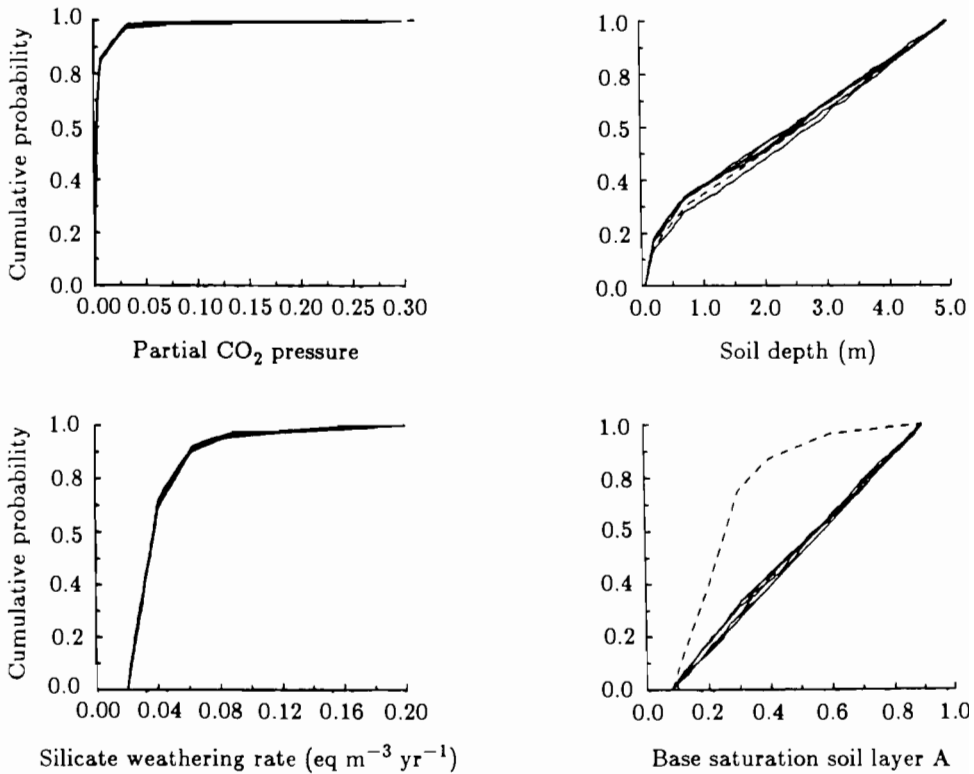 Cumulative probability
1.0
0.8
0.5
0.4
0.2
0.0
0.00 0.05 0.10 0.15 0.20 0.25 0.30
Partial CO₂ pressure
1.0
0.8
0.5
0.4
0.2
0.0
0.0 1.0 2.0 3.0 4.0 5.0
Soil depth (m)
Cumulative probability
1.0
0.8
0.5
0.4
0.2
0.0
0.00 0.04 0.08 0.12 0.16 0.20
Silicate weathering rate (eq m⁻³ yr⁻¹)
1.0
0.8
0.5
0.4
0.2
0.0
0.0 0.2 0.4 0.6 0.8 1.0
Base saturation soil layer A